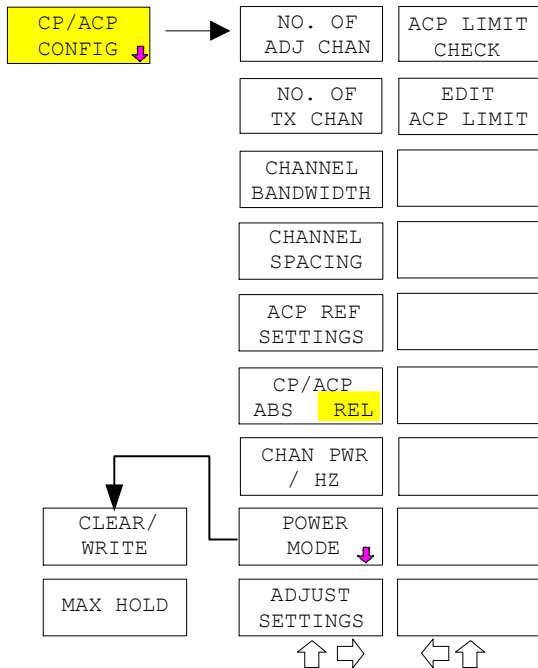 CP/ACP
CONFIG
NO. OF
ADJ CHAN
ACP LIMIT
CHECK
NO. OF
TX CHAN
EDIT
ACP LIMIT
CHANNEL
BANDWIDTH
CHANNEL
SPACING
ACP REF
SETTINGS
CP/ACP
ABS REL
CHAN PWR
/ HZ
CLEAR/
WRITE
POWER
MODE
MAX HOLD
ADJUST
SETTINGS